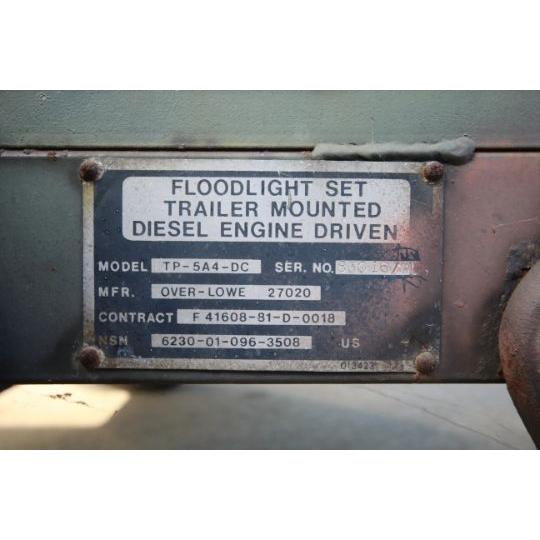 FLOODLIGHT SET
TRAILER MOUNTED
DIESEL ENGINE DRIVEN
MODEL TP-5A4-DC SER. NO.
MFR. OVER-LOWE 27020
CONTRACT F41608-81-D-0018
NSN 6230-01-096-3508 US